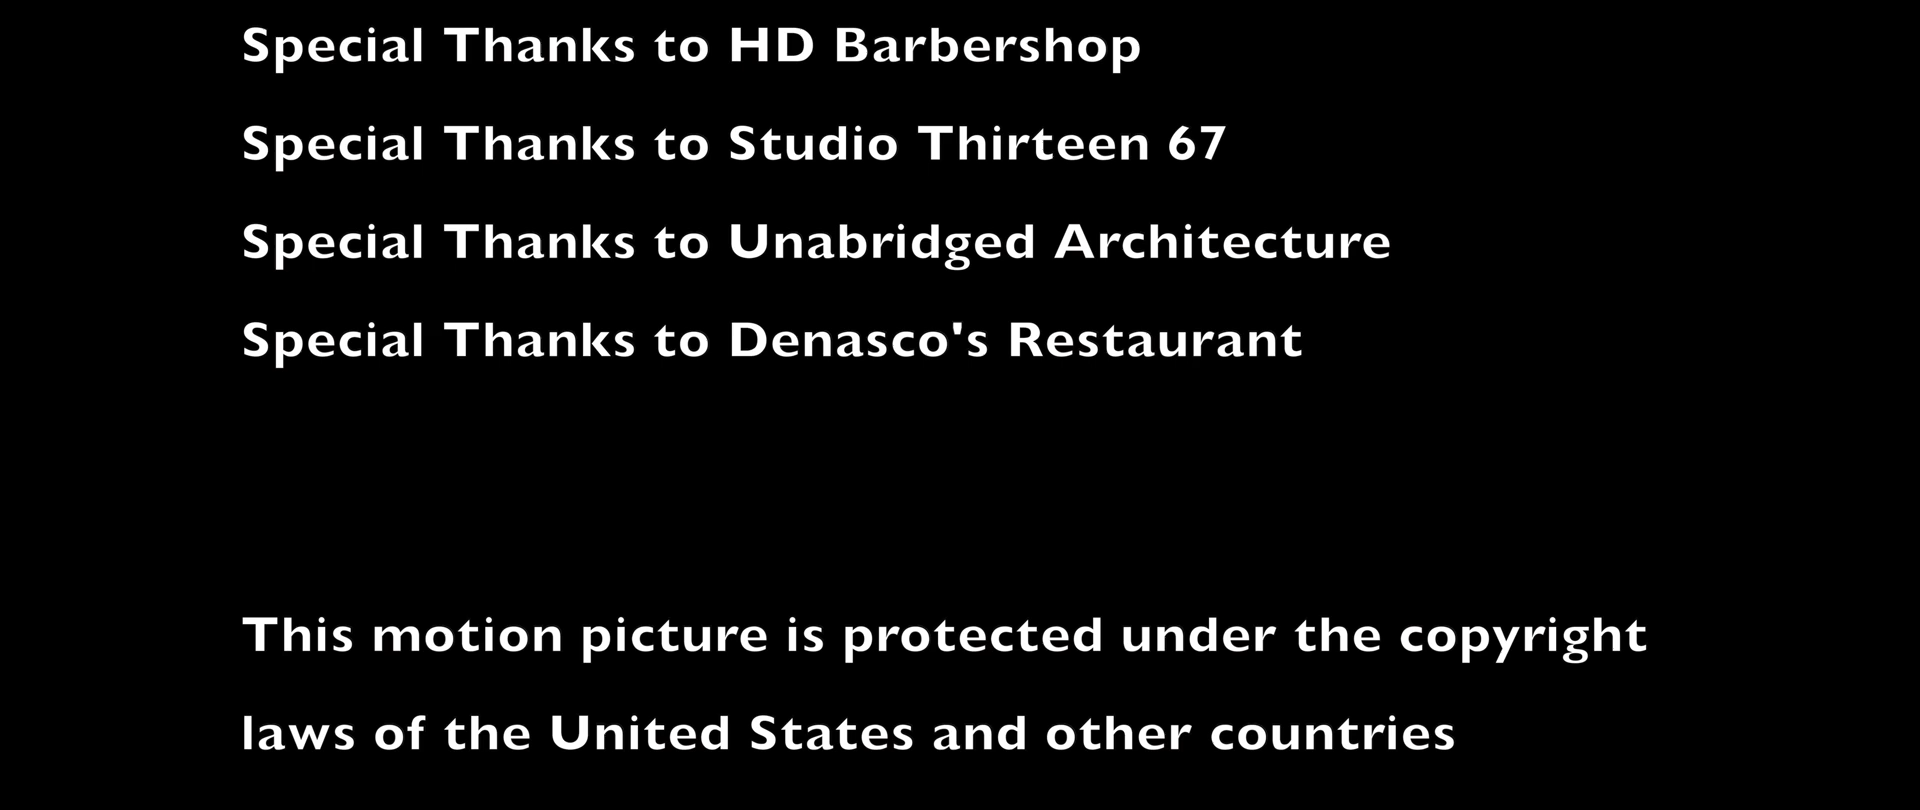 Special Thanks to HD Barbershop
Special Thanks to Studio Thirteen 67
Special Thanks to Unabridged Architecture
Special Thanks to Denasco's Restaurant
This motion picture is protected under the copyright
laws of the United States and other countries